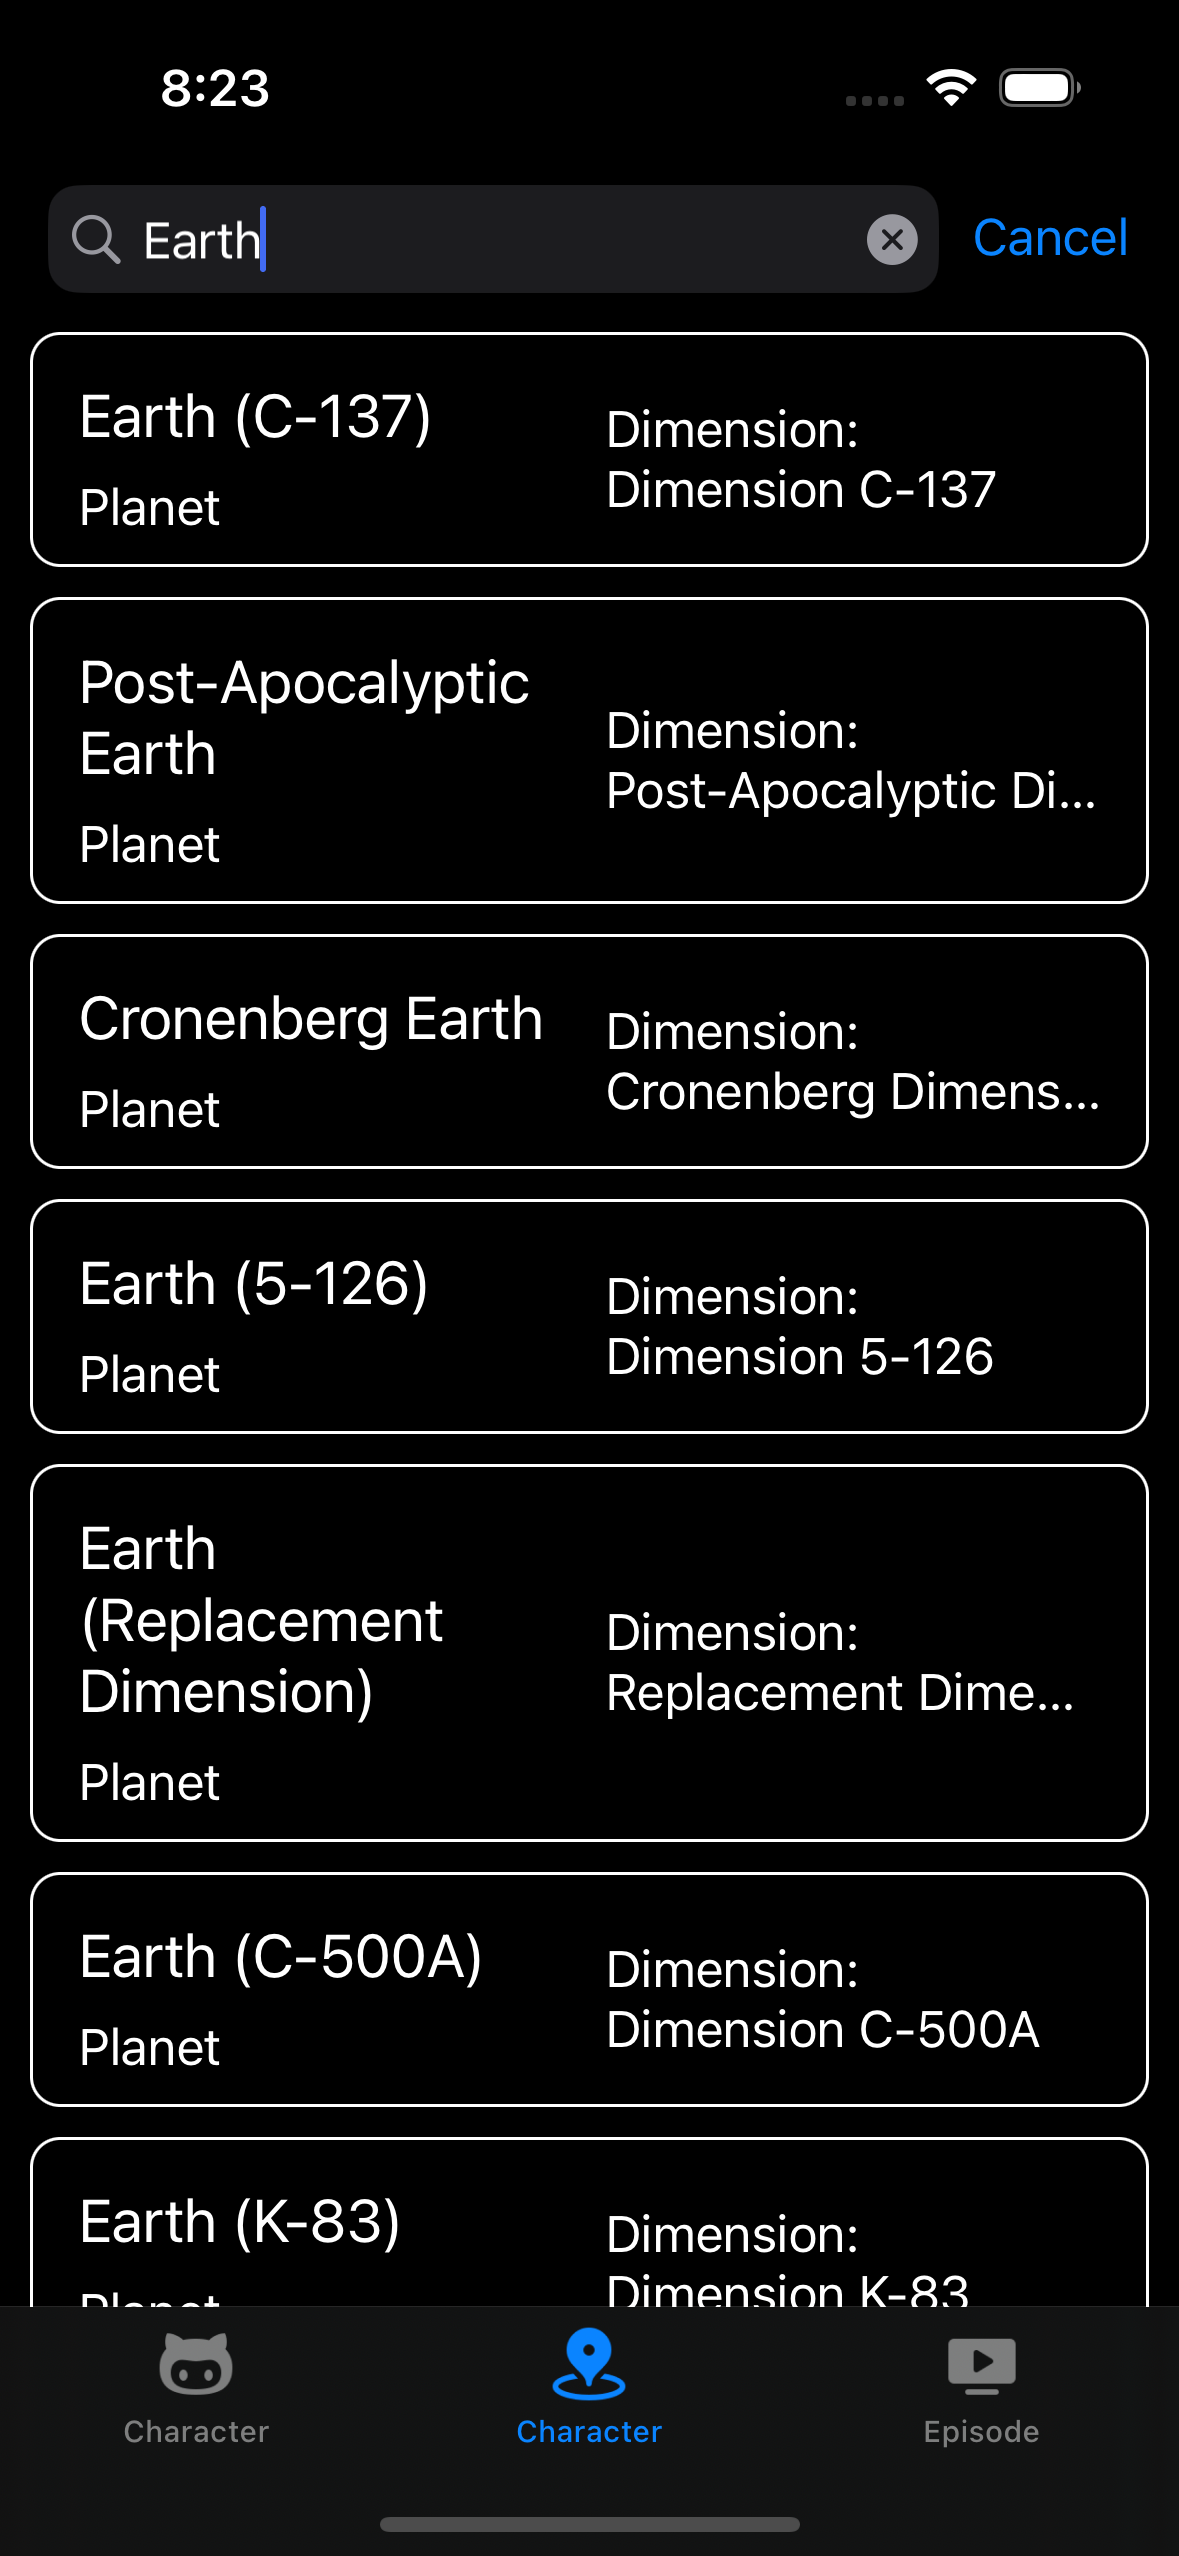 8:23
Earth
Cancel
Earth (C-137)
Planet
Dimension:
Dimension C-137
Post-Apocalyptic
Earth
Planet
Dimension:
Post-Apocalyptic Di...
Cronenberg Earth
Planet
Dimension:
Cronenberg Dimens...
Earth (5-126)
Planet
Dimension:
Dimension 5-126
Earth
(Replacement
Dimension)
Planet
Dimension:
Replacement Dime...
Earth (C-500A)
Planet
Dimension:
Dimension C-500A
Earth (K-83)
Planet
Dimension:
Dimension K-83
Character
Character
Episode